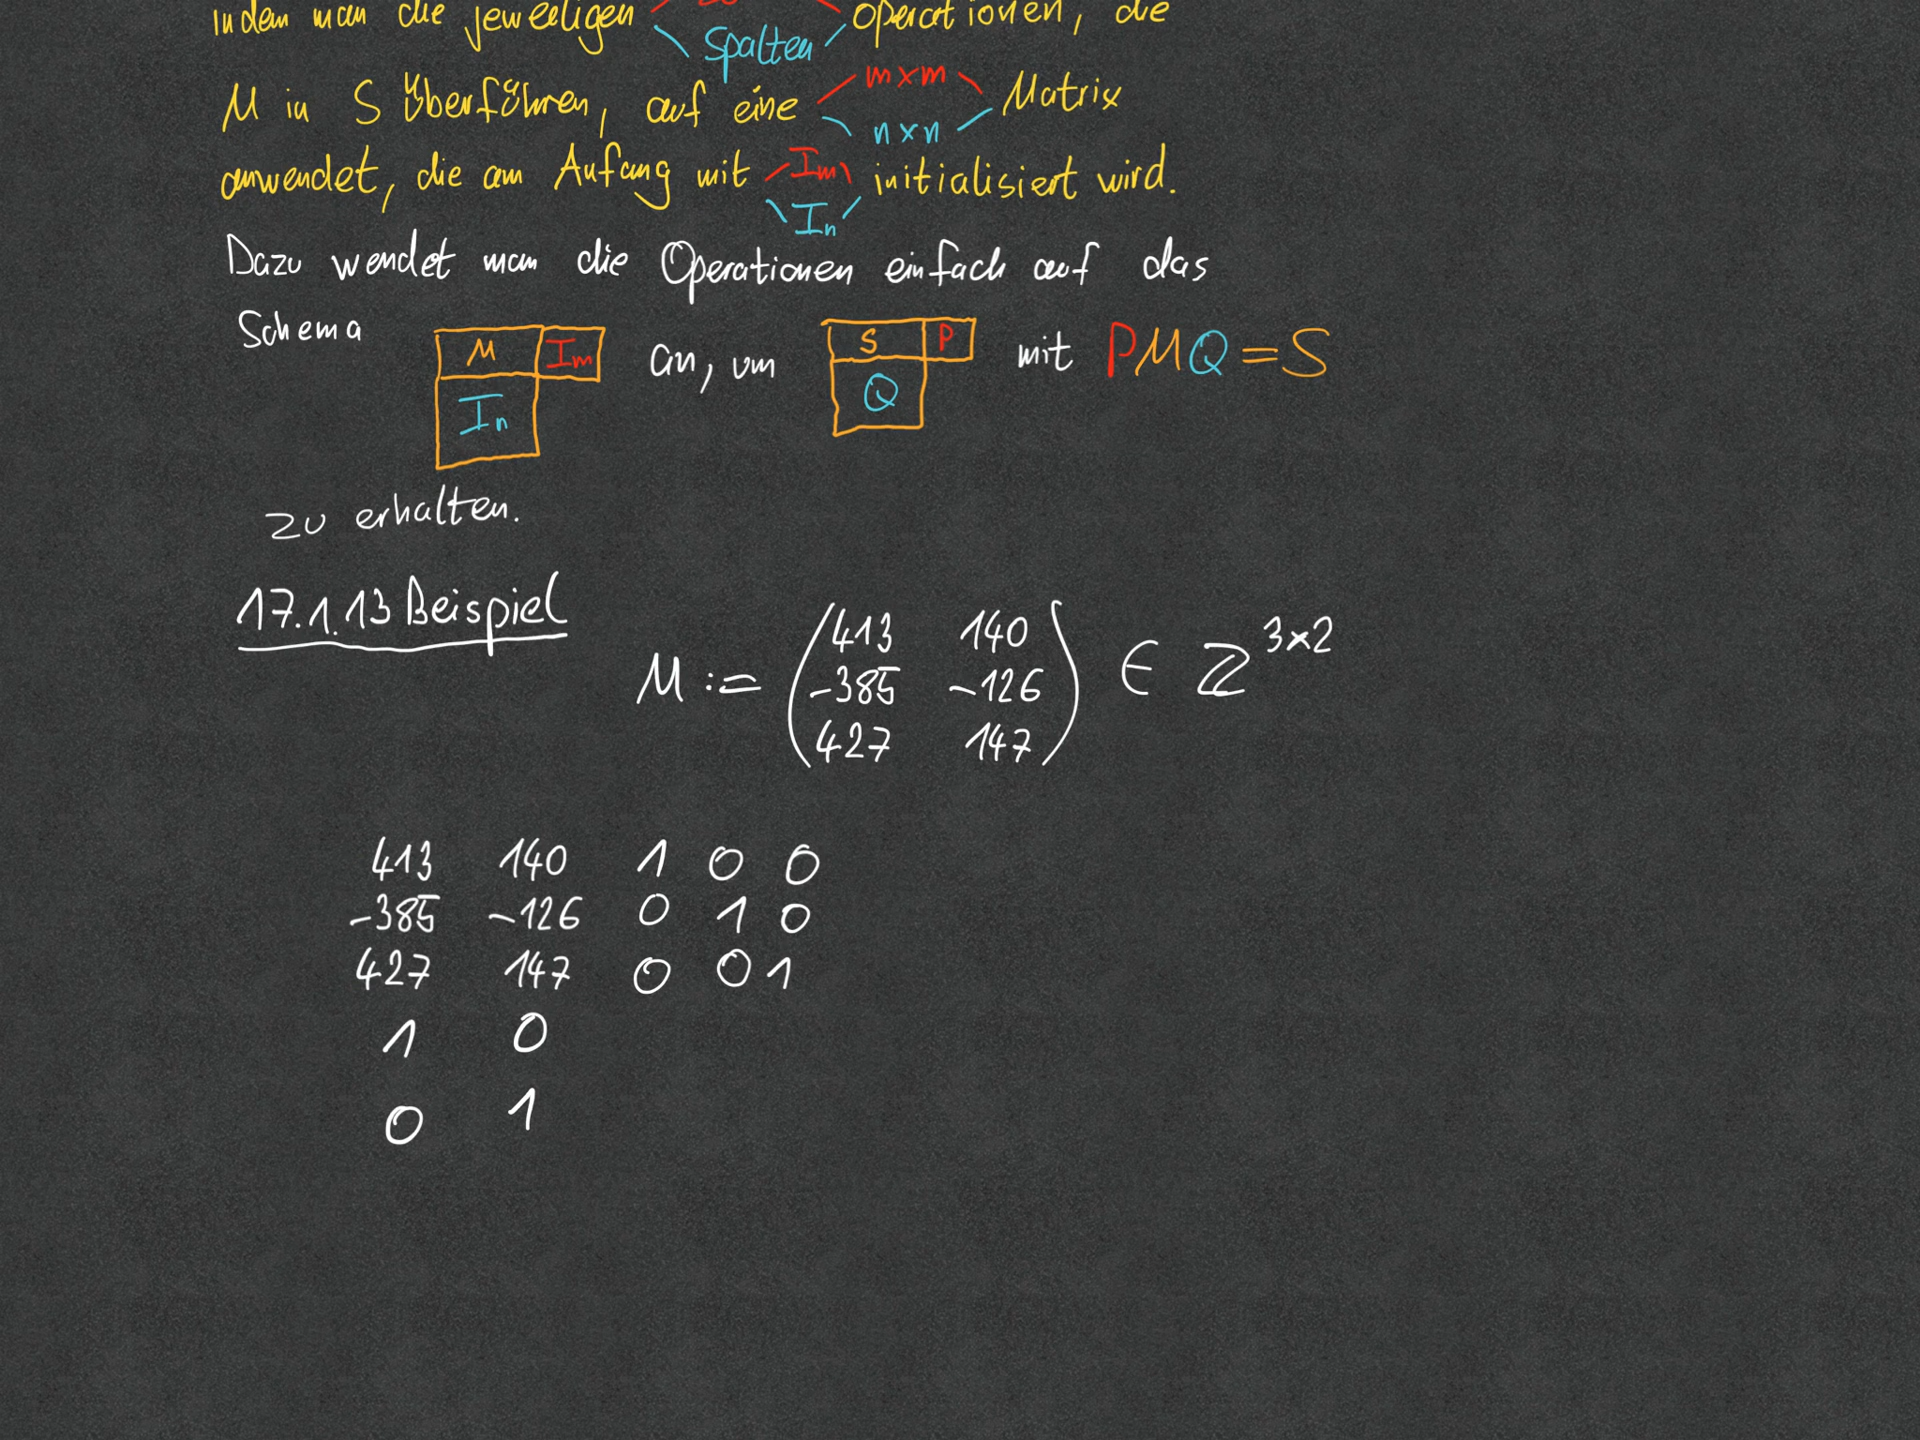 indem man die jeweiligen Spalten Operationen, die
M in S überführen, auf eine m×m n×n Matrix
anwendet, die am Anfang mit Im In initialisiert wird.
Dazu wendet man die Operationen einfach auf das
Schema M Im In an, um S P Q mit PMQ=S
zu erhalten.
17.1.13 Beispiel
M := ( 413 140
-385 -126
427 147 ) ∈ ℤ^3×2
413 140 1 0 0
-385 -126 0 1 0
427 147 0 0 1
1 0
0 1